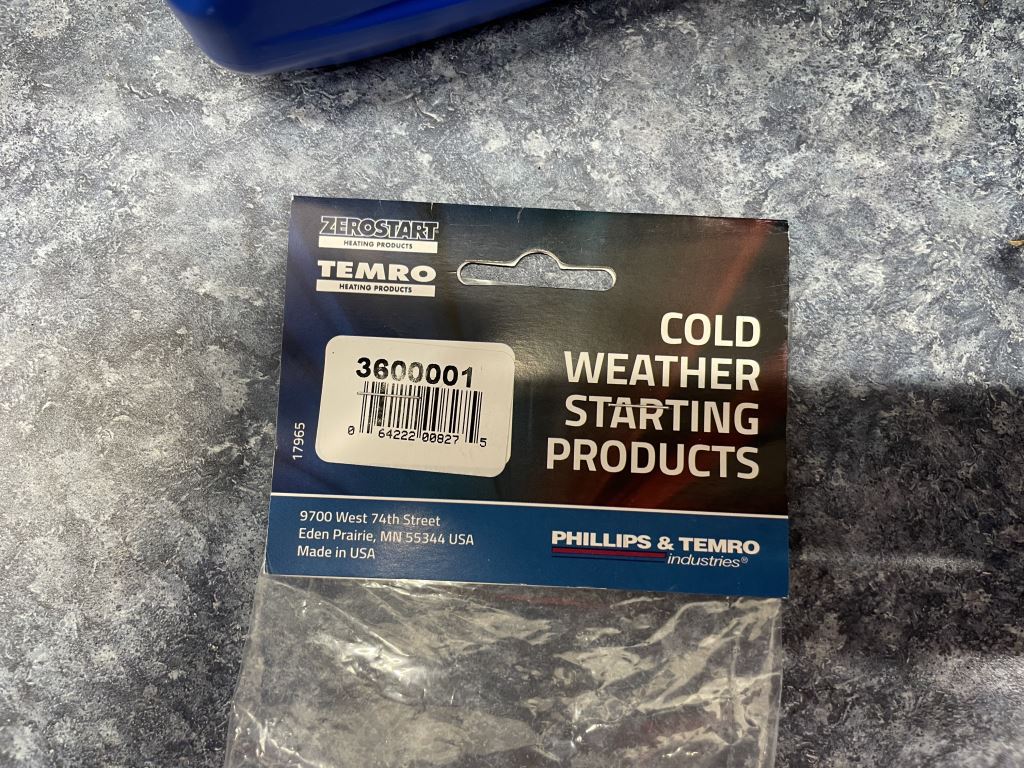 ZEROSTART
HEATING PRODUCTS
TEMRO
HEATING PRODUCTS
COLD
WEATHER
STARTING
PRODUCTS
3600001
0 64222 00827 5
17965
9700 West 74th Street
Eden Prairie, MN 55344 USA
Made in USA
PHILLIPS & TEMRO
industries®